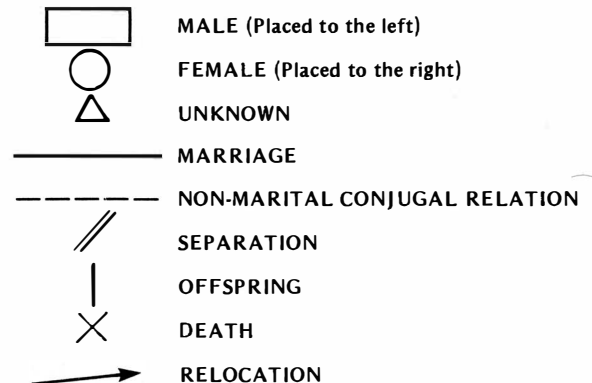 MALE (Placed to the left)
FEMALE (Placed to the right)
UNKNOWN
MARRIAGE
NON-MARITAL CONJUGAL RELATION
SEPARATION
OFFSPRING
DEATH
RELOCATION